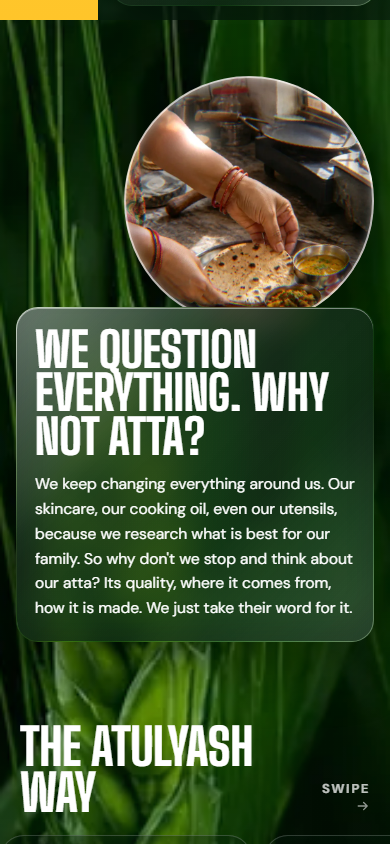 WE QUESTION
EVERYTHING. WHY
NOT ATTA?
We keep changing everything around us. Our
skincare, our cooking oil, even our utensils,
because we research what is best for our
family. So why don't we stop and think about
our atta? Its quality, where it comes from,
how it is made. We just take their word for it.
THE ATULYASH
WAY
SWIPE
→